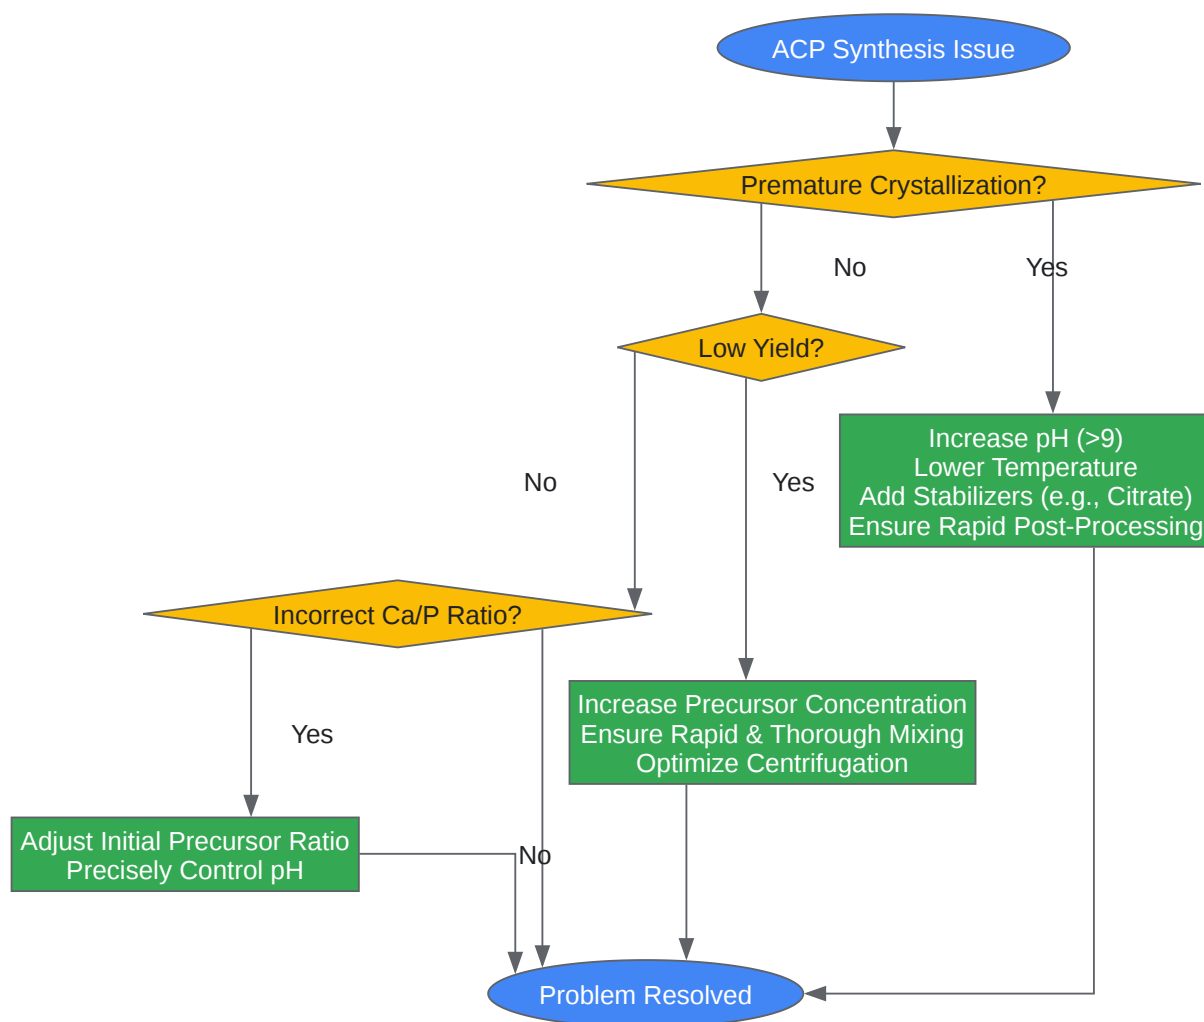 ACP Synthesis Issue
Premature Crystallization?
No
Yes
Low Yield?
Increase pH (>9)
Lower Temperature
Add Stabilizers (e.g., Citrate)
Ensure Rapid Post-Processing
No
Yes
Incorrect Ca/P Ratio?
Increase Precursor Concentration
Ensure Rapid & Thorough Mixing
Optimize Centrifugation
Yes
Adjust Initial Precursor Ratio
Precisely Control pH
No
Problem Resolved